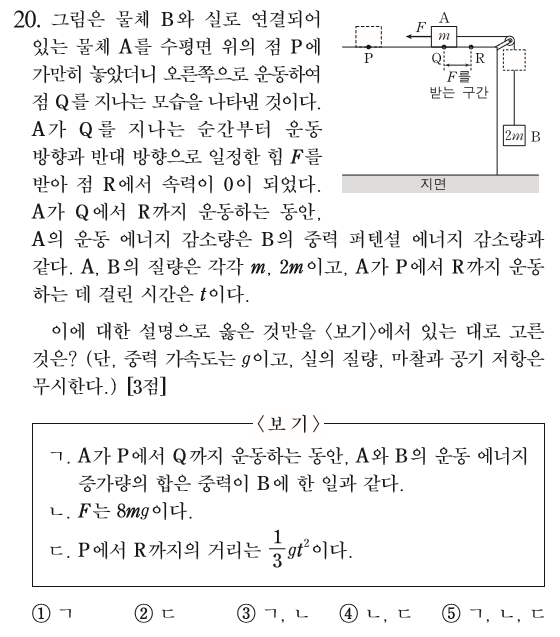 20. 그림은 물체 B와 실로 연결되어
있는 물체 A를 수평면 위의 점 P에
가만히 놓았더니 오른쪽으로 운동하여
점 Q를 지나는 모습을 나타낸 것이다.
A가 Q를 지나는 순간부터 운동
방향과 반대 방향으로 일정한 힘 F를
받아 점 R에서 속력이 0이 되었다.
A가 Q에서 R까지 운동하는 동안,
A의 운동 에너지 감소량은 B의 중력 퍼텐셜 에너지 감소량과
같다. A, B의 질량은 각각 m, 2m이고, A가 P에서 R까지 운동
하는 데 걸린 시간은 t이다.
A
F
m
P
Q
R
F를
받는 구간
2m
B
지면
이에 대한 설명으로 옳은 것만을 〈보기〉에서 있는 대로 고른
것은? (단, 중력 가속도는 g이고, 실의 질량, 마찰과 공기 저항은
무시한다.) [3점]
〈보 기〉
ㄱ. A가 P에서 Q까지 운동하는 동안, A와 B의 운동 에너지
증가량의 합은 중력이 B에 한 일과 같다.
ㄴ. F는 8mg이다.
ㄷ. P에서 R까지의 거리는 1/3 gt²이다.
① ㄱ ② ㄷ ③ ㄱ, ㄴ ④ ㄴ, ㄷ ⑤ ㄱ, ㄴ, ㄷ